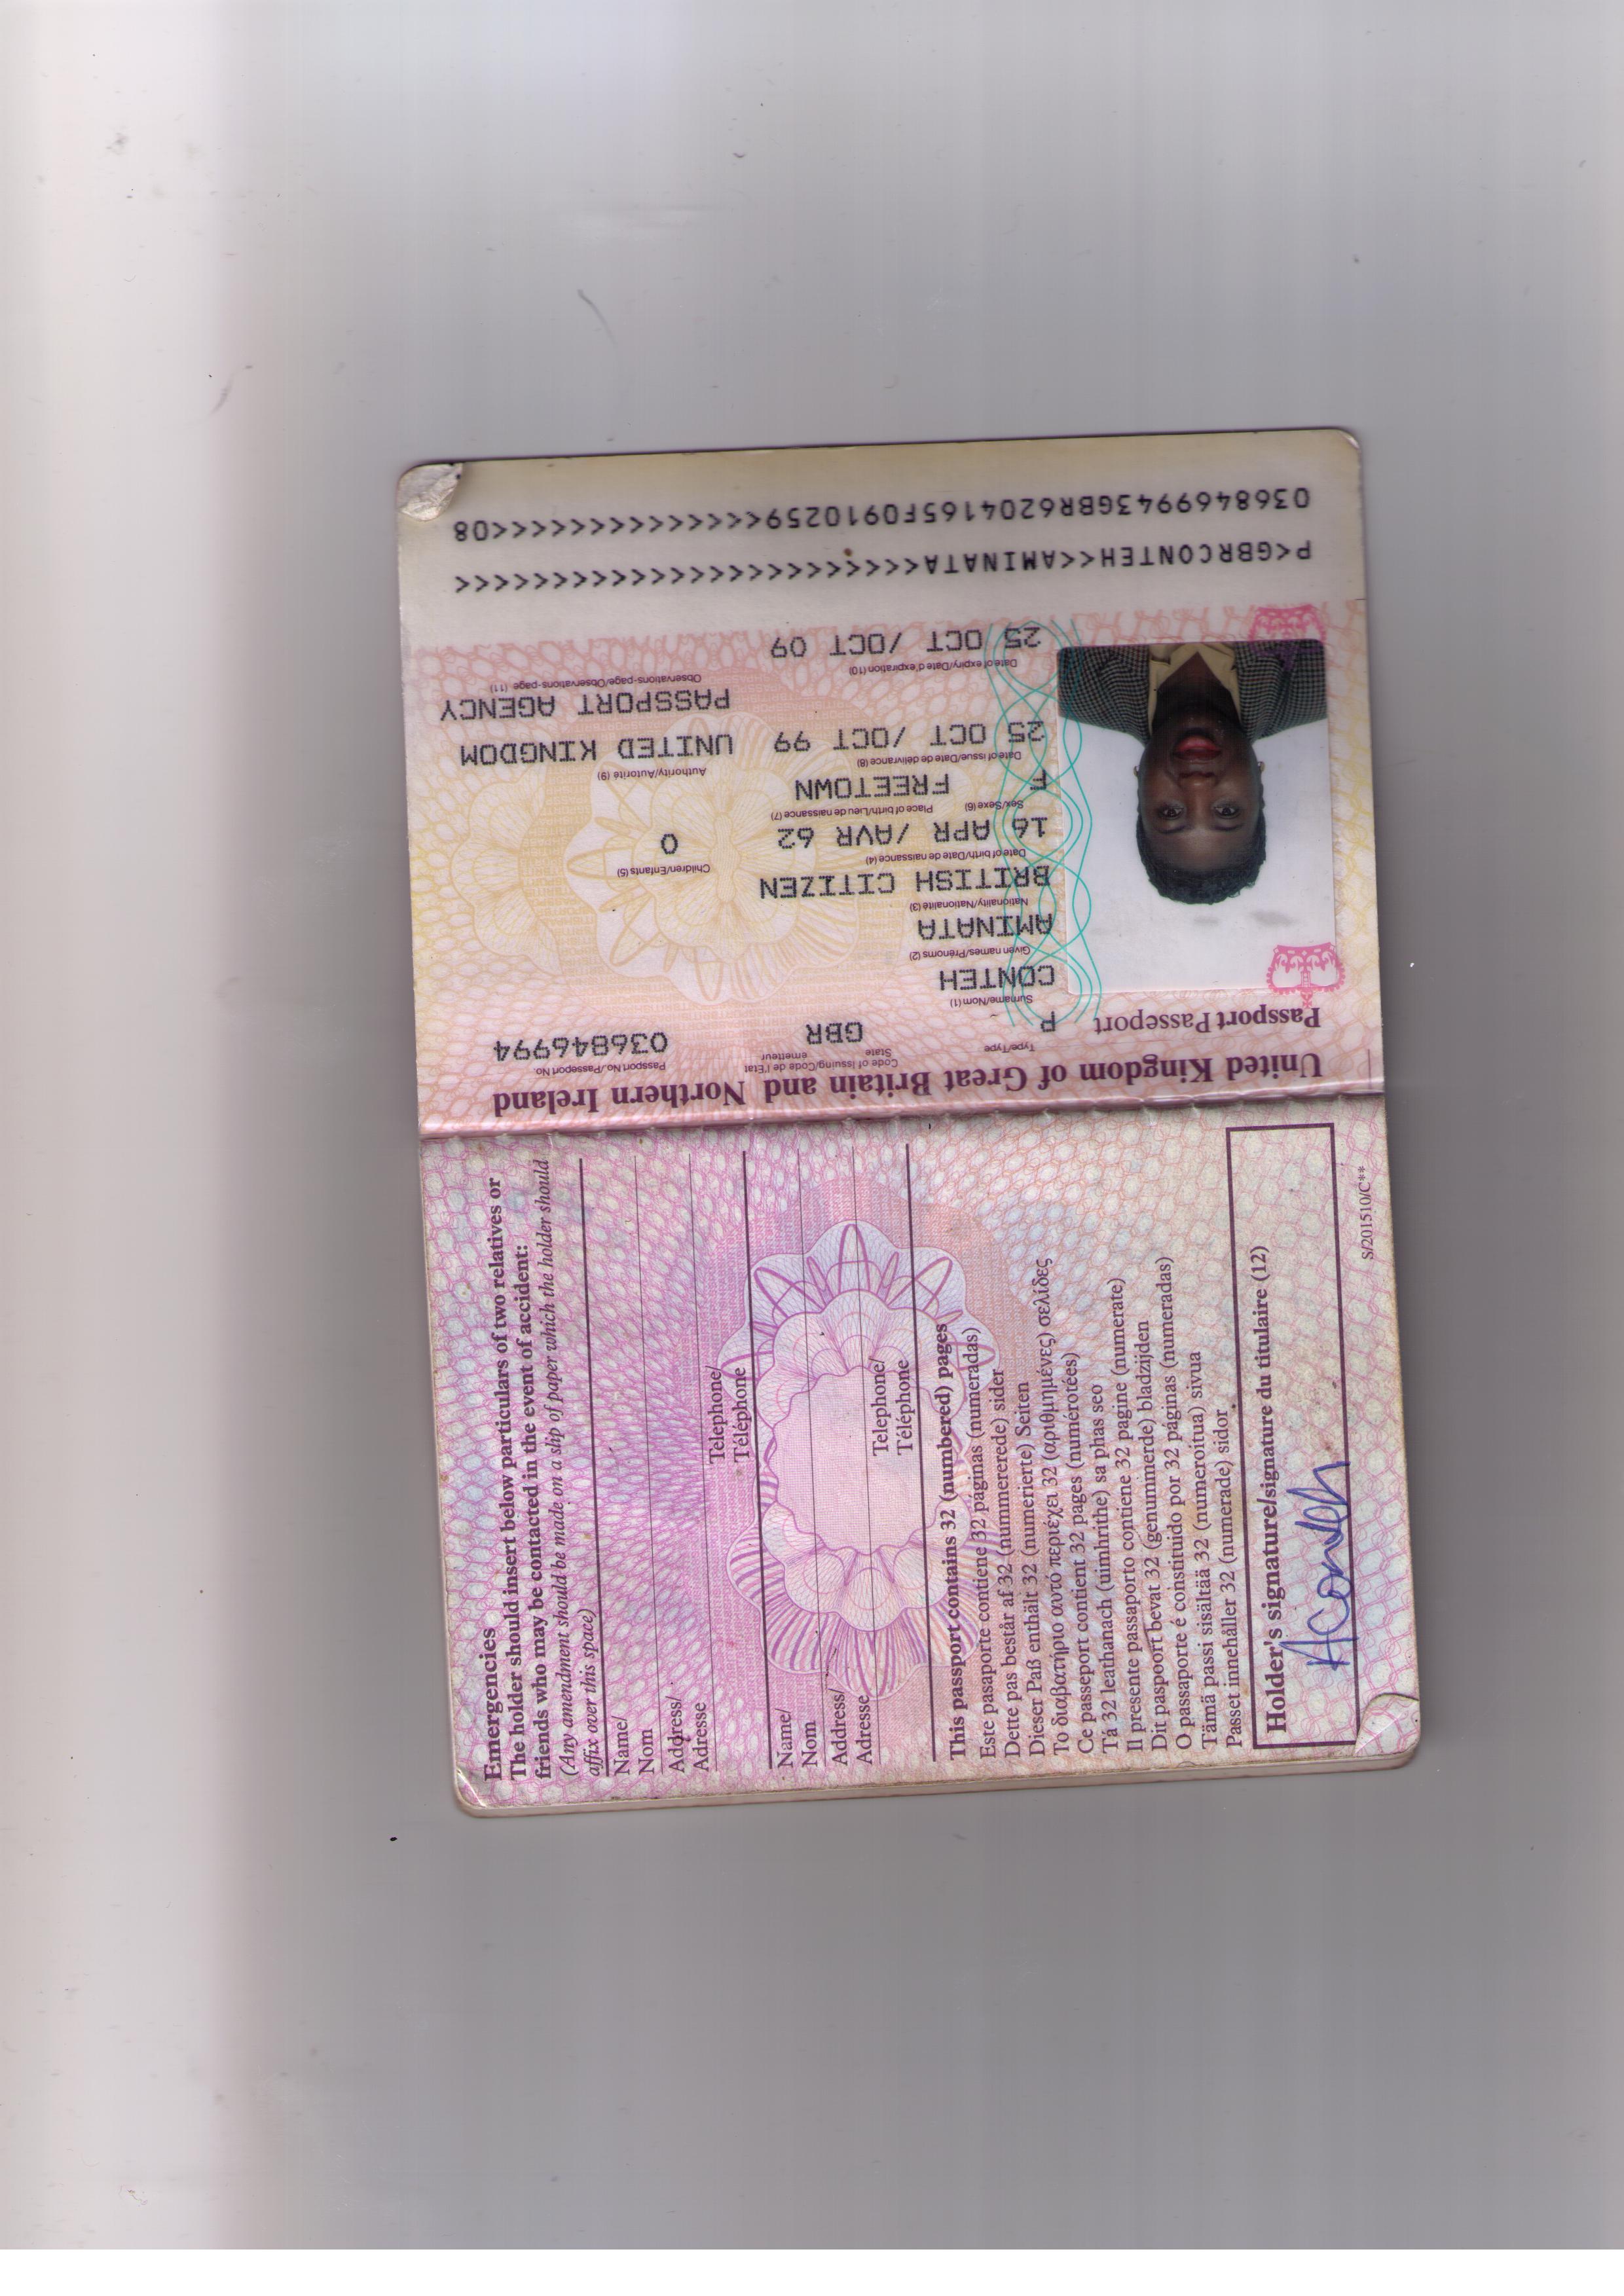 United Kingdom of Great Britain and Northern Ireland
Passport Passeport
Type/Type
Code of Issuing/Code de l'Etat
State émetteur
Passport No./Passeport No.
P
GBR
036846994
Surname/Nom (1)
CONTEH
Given names/Prénoms (2)
AMINATA
Nationality/Nationalité (3)
BRITISH CITIZEN
Date of birth/Date de naissance (4)
Children/Enfants (5)
16 APR /AVR 62
0
Sex/Sexe (6)
Place of birth/Lieu de naissance (7)
F
FREETOWN
Date of issue/Date de délivrance (8)
Authority/Autorité (9)
25 OCT /OCT 99
UNITED KINGDOM
PASSPORT AGENCY
Date of expiry/Date d'expiration (10)
Observations-page/Observations-page (11)
25 OCT /OCT 09
P<GBRCONTEH<<AMINATA<<<<<<<<<<<<<<<<<<<<<<<<
0368469943GBR6204165F0910259<<<<<<<<<<<<<<08
Emergencies
The holder should insert below particulars of two relatives or
friends who may be contacted in the event of accident:
(Any amendment should be made on a slip of paper which the holder should
affix over this space)
Name/
Nom
Address/
Adresse
Telephone/
Téléphone
Name/
Nom
Address/
Adresse
Telephone/
Téléphone
This passport contains 32 (numbered) pages
Este pasaporte contiene 32 páginas (numeradas)
Dette pas består af 32 (nummererede) sider
Dieser Paß enthält 32 (numerierte) Seiten
Το διαβατήριο αυτό περιέχει 32 (αριθμημένες) σελίδες
Ce passeport contient 32 pages (numérotées)
Tá 32 leathanach (uimhrithe) sa phas seo
Il presente passaporto contiene 32 pagine (numerate)
Dit paspoort bevat 32 (genummerde) bladzijden
O passaporte é constituido por 32 páginas (numeradas)
Tämä passi sisältää 32 (numeroitua) sivua
Passet innehåller 32 (numerade) sidor
Holder's signature/signature du titulaire (12)
A Conteh
S/201510/C**